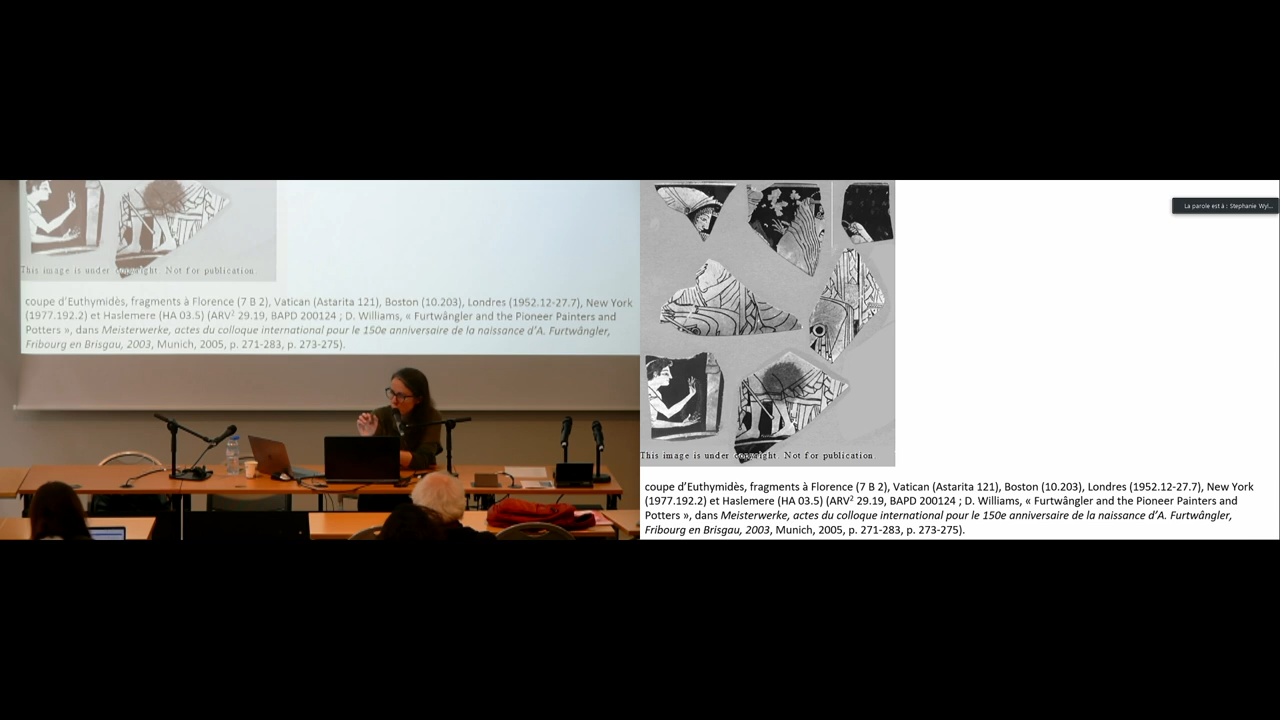 This image is under copyright. Not for publication.
coupe d'Euthymidès, fragments à Florence (7 B 2), Vatican (Astarita 121), Boston (10.203), Londres (1952.12-27.7), New York
(1977.192.2) et Haslemere (HA 03.5) (ARV² 29.19, BAPD 200124 ; D. Williams, « Furtwângler and the Pioneer Painters and
Potters », dans Meisterwerke, actes du colloque international pour le 150e anniversaire de la naissance d'A. Furtwângler,
Fribourg en Brisgau, 2003, Munich, 2005, p. 271-283, p. 273-275).
La parole est à : Stephanie Wyl...
This image is under copyright. Not for publication.
coupe d'Euthymidès, fragments à Florence (7 B 2), Vatican (Astarita 121), Boston (10.203), Londres (1952.12-27.7), New York
(1977.192.2) et Haslemere (HA 03.5) (ARV² 29.19, BAPD 200124 ; D. Williams, « Furtwângler and the Pioneer Painters and
Potters », dans Meisterwerke, actes du colloque international pour le 150e anniversaire de la naissance d'A. Furtwângler,
Fribourg en Brisgau, 2003, Munich, 2005, p. 271-283, p. 273-275).